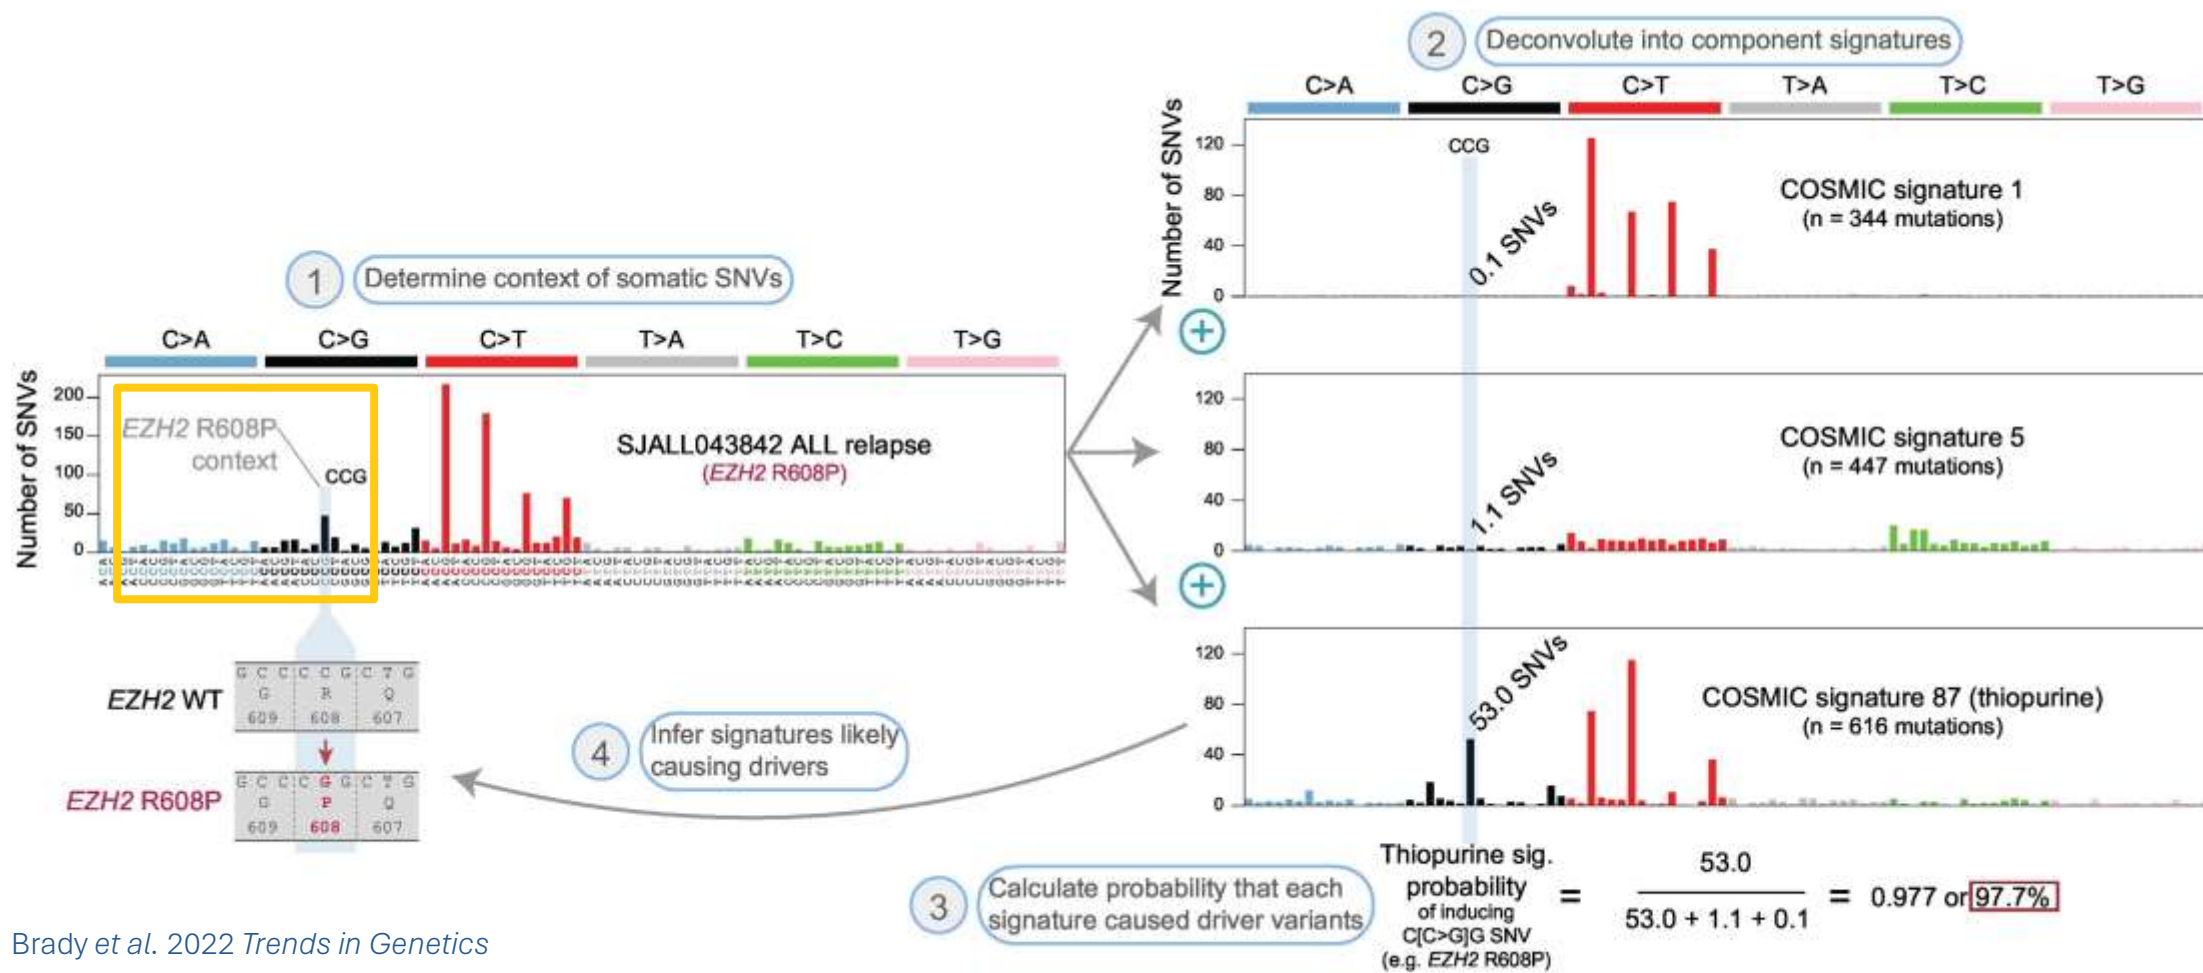 2 Deconvolute into component signatures
C>A C>G C>T T>A T>C T>G
Number of SNVs
120
80
40
0
CCG
0.1 SNVs
COSMIC signature 1
(n = 344 mutations)
1 Determine context of somatic SNVs
C>A C>G C>T T>A T>C T>G
Number of SNVs
200
150
100
50
0
EZH2 R608P
context
CCG
SJALL043842 ALL relapse
(EZH2 R608P)
120
80
40
0
1.1 SNVs
COSMIC signature 5
(n = 447 mutations)
120
80
40
0
53.0 SNVs
COSMIC signature 87 (thiopurine)
(n = 616 mutations)
EZH2 WT
G C C C C G C T G
G R Q
609 608 607
EZH2 R608P
G C C C G G C T G
G P Q
609 608 607
4 Infer signatures likely
causing drivers
3 Calculate probability that each
signature caused driver variants
Thiopurine sig.
probability
of inducing
C[C>G]G SNV
(e.g. EZH2 R608P)
=
53.0
53.0 + 1.1 + 0.1
= 0.977 or 97.7%
Brady et al. 2022 Trends in Genetics